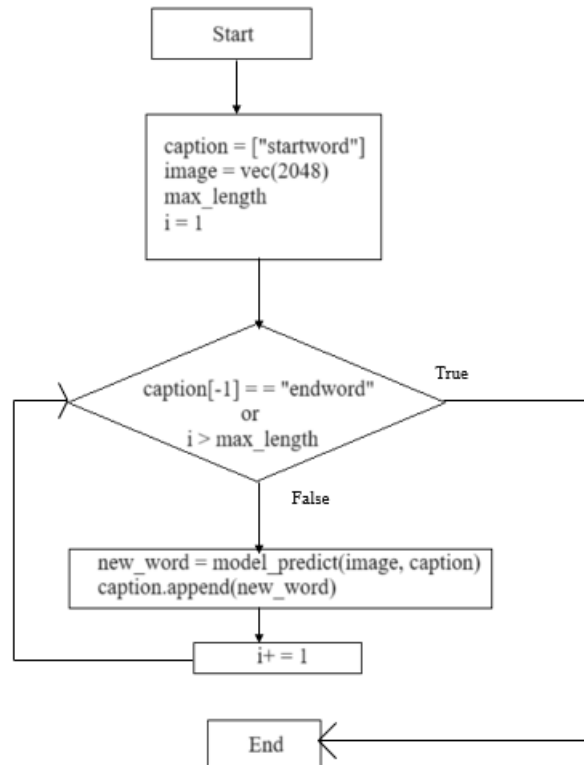 Start
caption = ["startword"]
image = vec(2048)
max_length
i = 1
caption[-1] = = "endword"
or
i > max_length
True
False
new_word = model_predict(image, caption)
caption.append(new_word)
i+ = 1
End